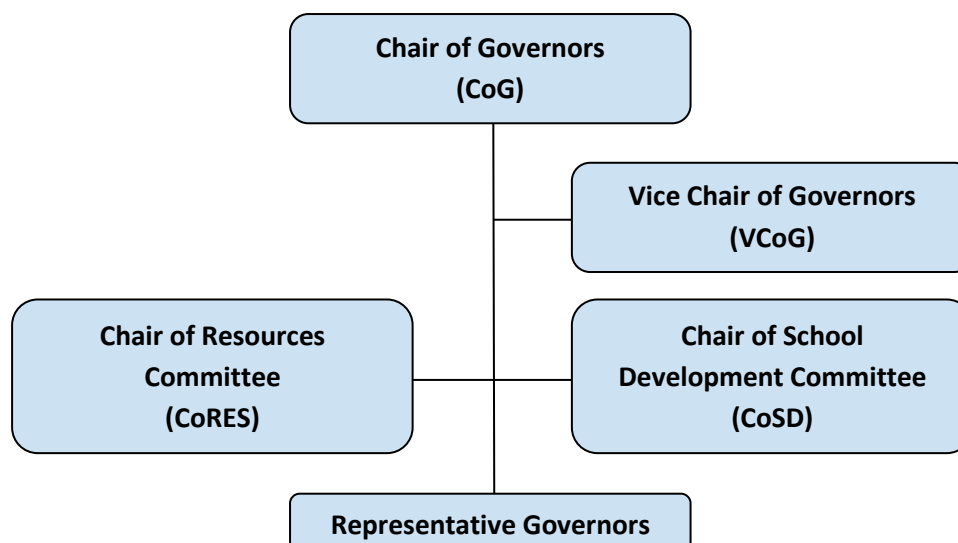 Chair of Governors
(CoG)
Vice Chair of Governors
(VCoG)
Chair of Resources
Committee
(CoRES)
Chair of School
Development Committee
(CoSD)
Representative Governors